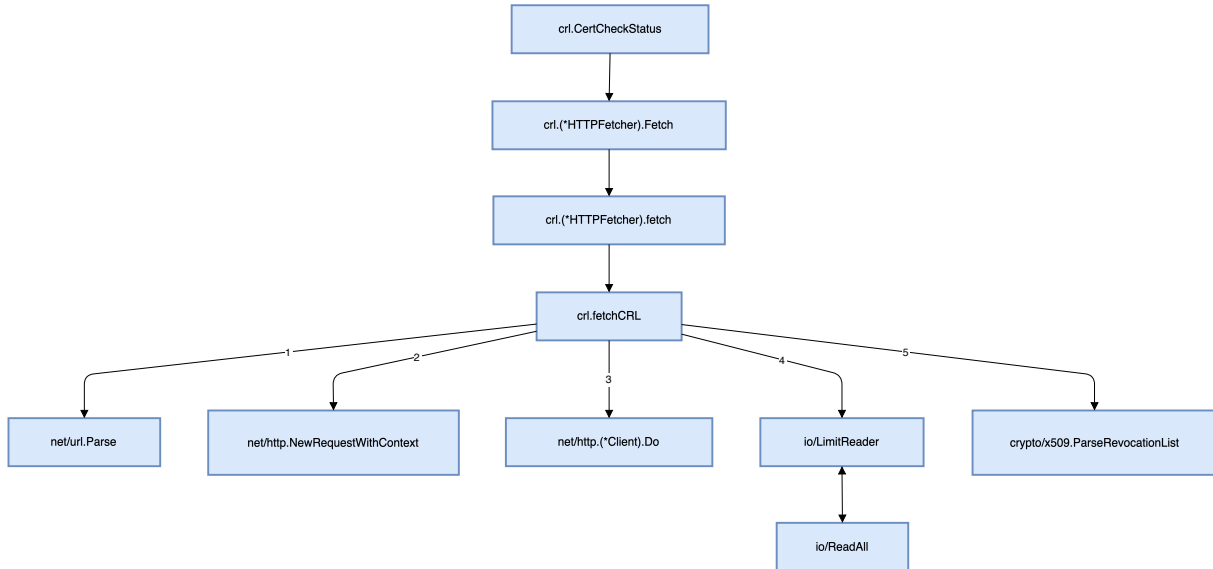 crl.CertCheckStatus
crl.(*HTTPFetcher).Fetch
crl.(*HTTPFetcher).fetch
crl.fetchCRL
1
2
3
4
5
net/url.Parse
net/http.NewRequestWithContext
net/http.(*Client).Do
io/LimitReader
crypto/x509.ParseRevocationList
io/ReadAll